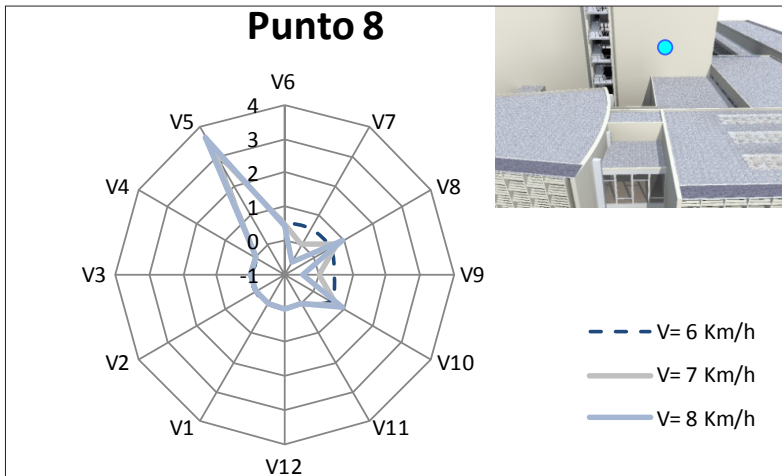 Punto 8
V6
V7
V8
V9
V10
V11
V12
V1
V2
V3
V4
V5
4
3
2
1
0
-1
V= 6 Km/h
V= 7 Km/h
V= 8 Km/h